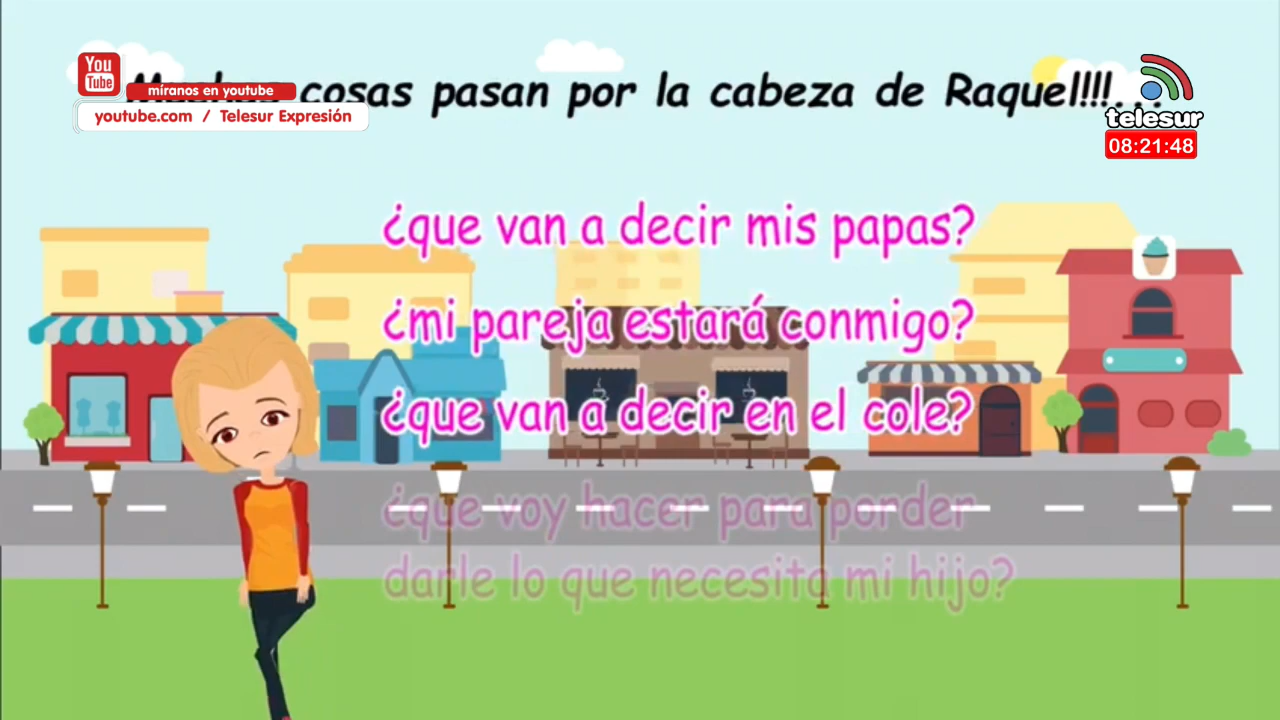 You
Tube
míranos en youtube
youtube.com / Telesur Expresión
cosas pasan por la cabeza de Raquel!!!...
telesur
08:21:48
¿que van a decir mis papas?
¿mi pareja estará conmigo?
¿que van a decir en el cole?
¿que voy hacer para porder
darle lo que necesita mi hijo?